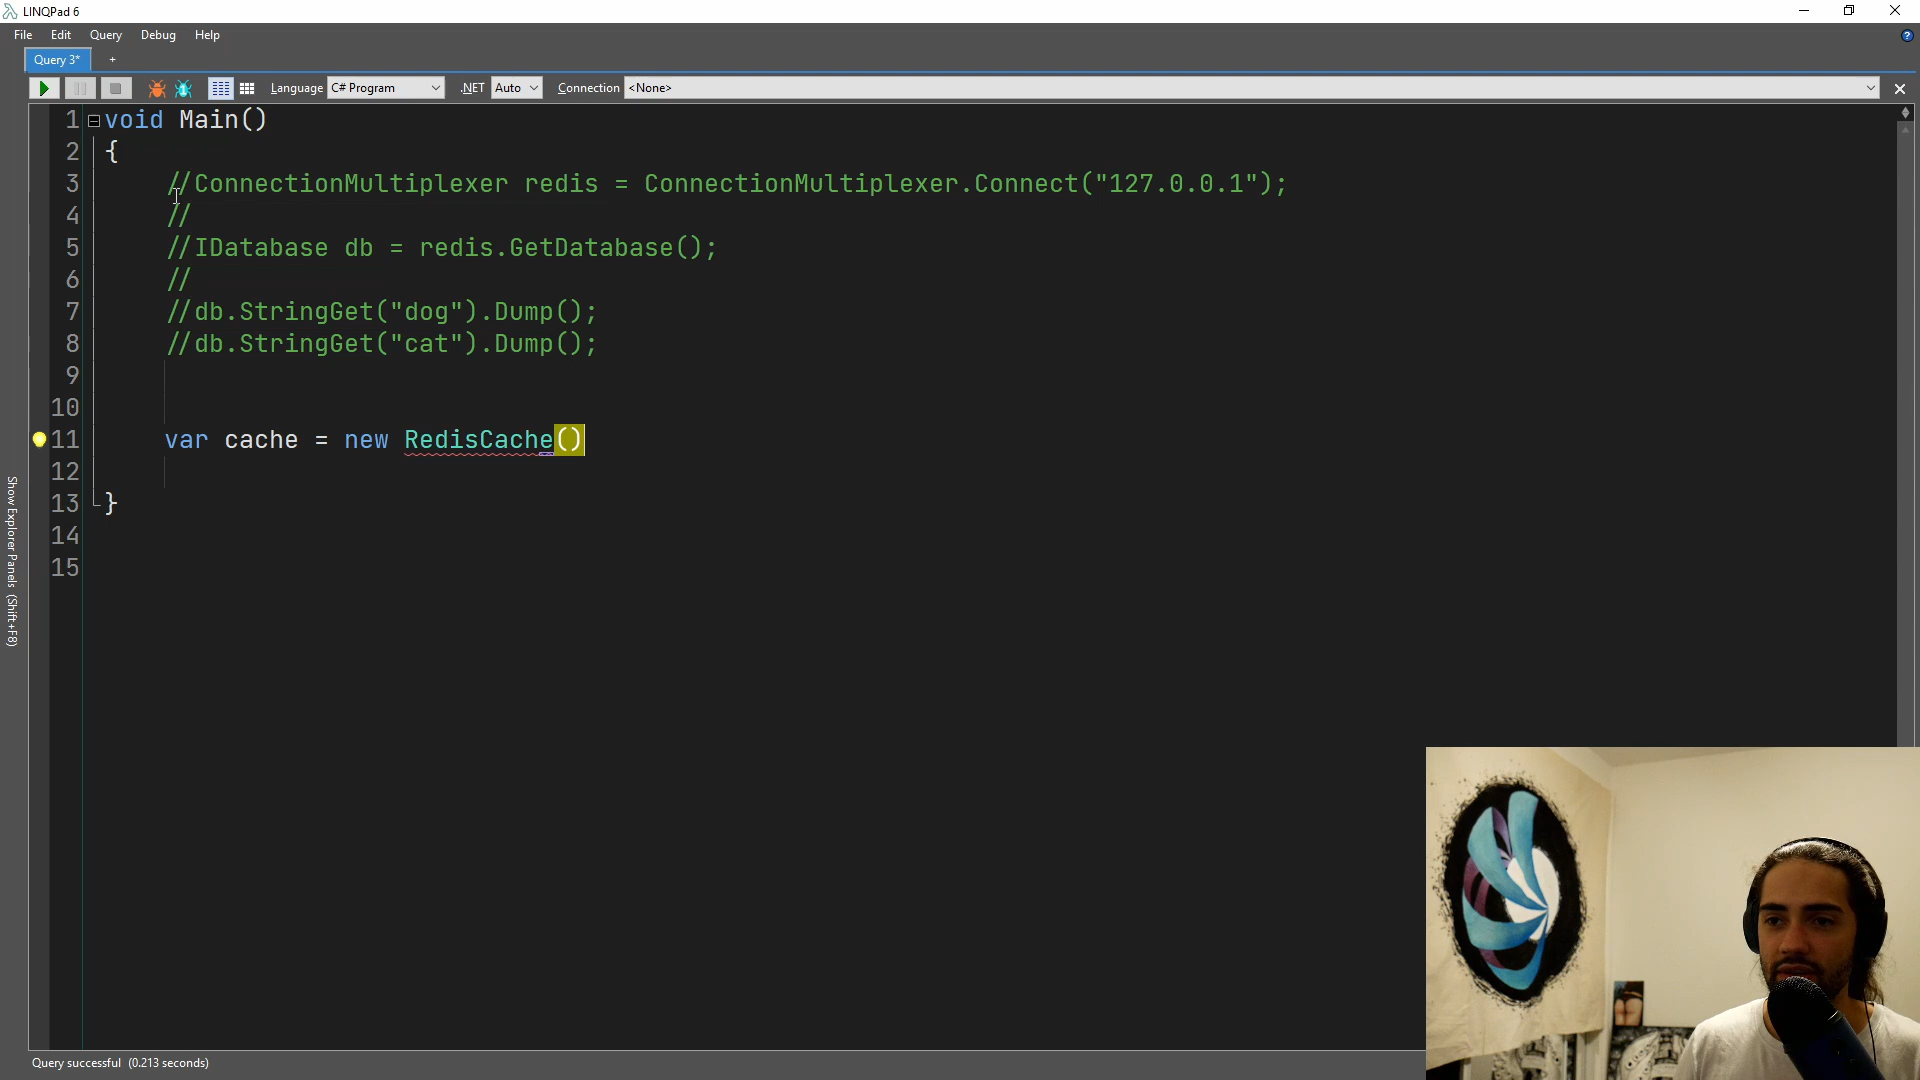 LINQPad 6
File Edit Query Debug Help
Query 3* +
Language C# Program .NET Auto Connection <None>
1 void Main()
2 {
3 //ConnectionMultiplexer redis = ConnectionMultiplexer.Connect("127.0.0.1");
4 //
5 //IDatabase db = redis.GetDatabase();
6 //
7 //db.StringGet("dog").Dump();
8 //db.StringGet("cat").Dump();
9
10
11 var cache = new RedisCache()
12
13 }
14
15
Show Explorer Panels (Shift+F8)
Query successful (0.213 seconds)